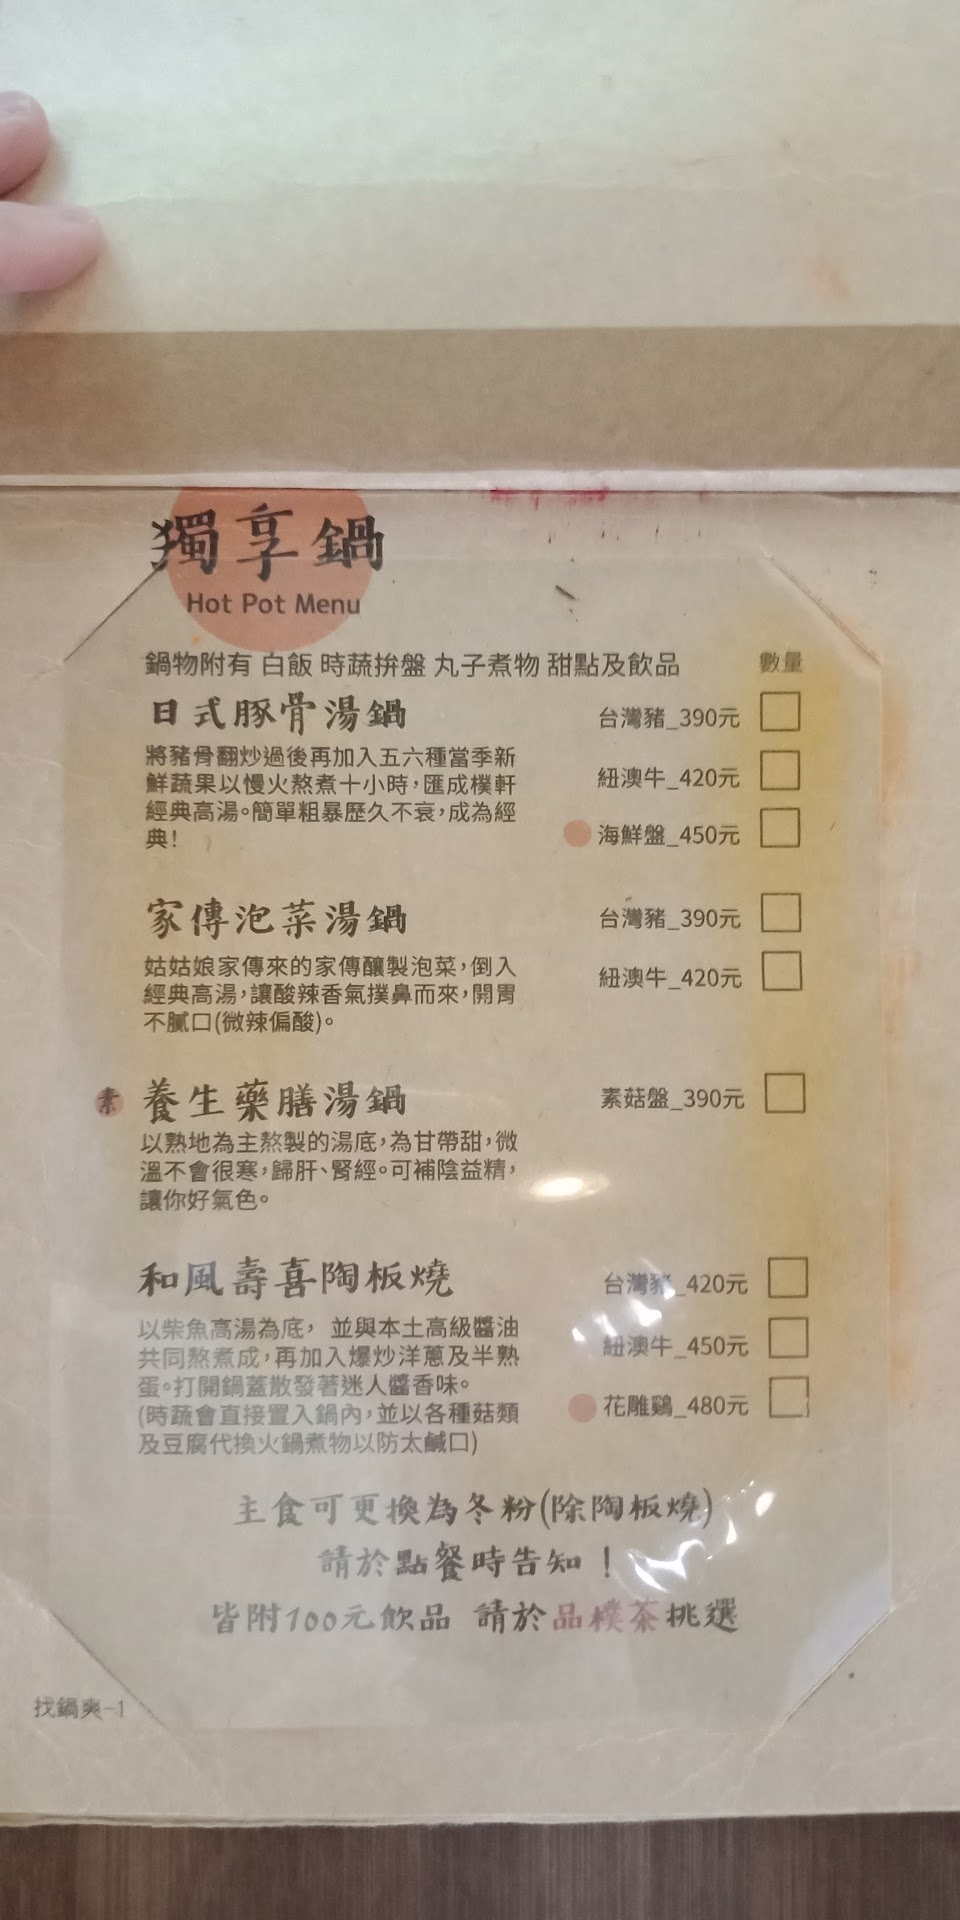 獨享鍋
Hot Pot Menu
鍋物附有 白飯 時蔬拚盤 丸子煮物 甜點及飲品 數量
日式豚骨湯鍋
台灣豬_390元
將豬骨翻炒過後再加入五六種當季新
鮮蔬果以慢火熬煮十小時，匯成樸軒
經典高湯。簡單粗暴歷久不衰，成為經
典！
紐澳牛_420元
海鮮盤_450元
家傳泡菜湯鍋
台灣豬_390元
姑姑娘家傳來的家傳釀製泡菜，倒入
經典高湯，讓酸辣香氣撲鼻而來，開胃
不膩口(微辣偏酸)。
紐澳牛_420元
素 養生藥膳湯鍋
素菇盤_390元
以熟地為主熬製的湯底，為甘帶甜，微
溫不會很寒，歸肝、腎經。可補陰益精，
讓你好氣色。
和風壽喜陶板燒
台灣豬_420元
以柴魚高湯為底， 並與本土高級醬油
共同熬煮成，再加入爆炒洋蔥及半熟
蛋。打開鍋蓋散發著迷人醬香味。
(時蔬會直接置入鍋內，並以各種菇類
及豆腐代換火鍋煮物以防太鹹口)
紐澳牛_450元
花雕鷄_480元
主食可更換為冬粉(除陶板燒)
請於點餐時告知！
皆附100元飲品 請於品樸茶挑選
找鍋爽-1